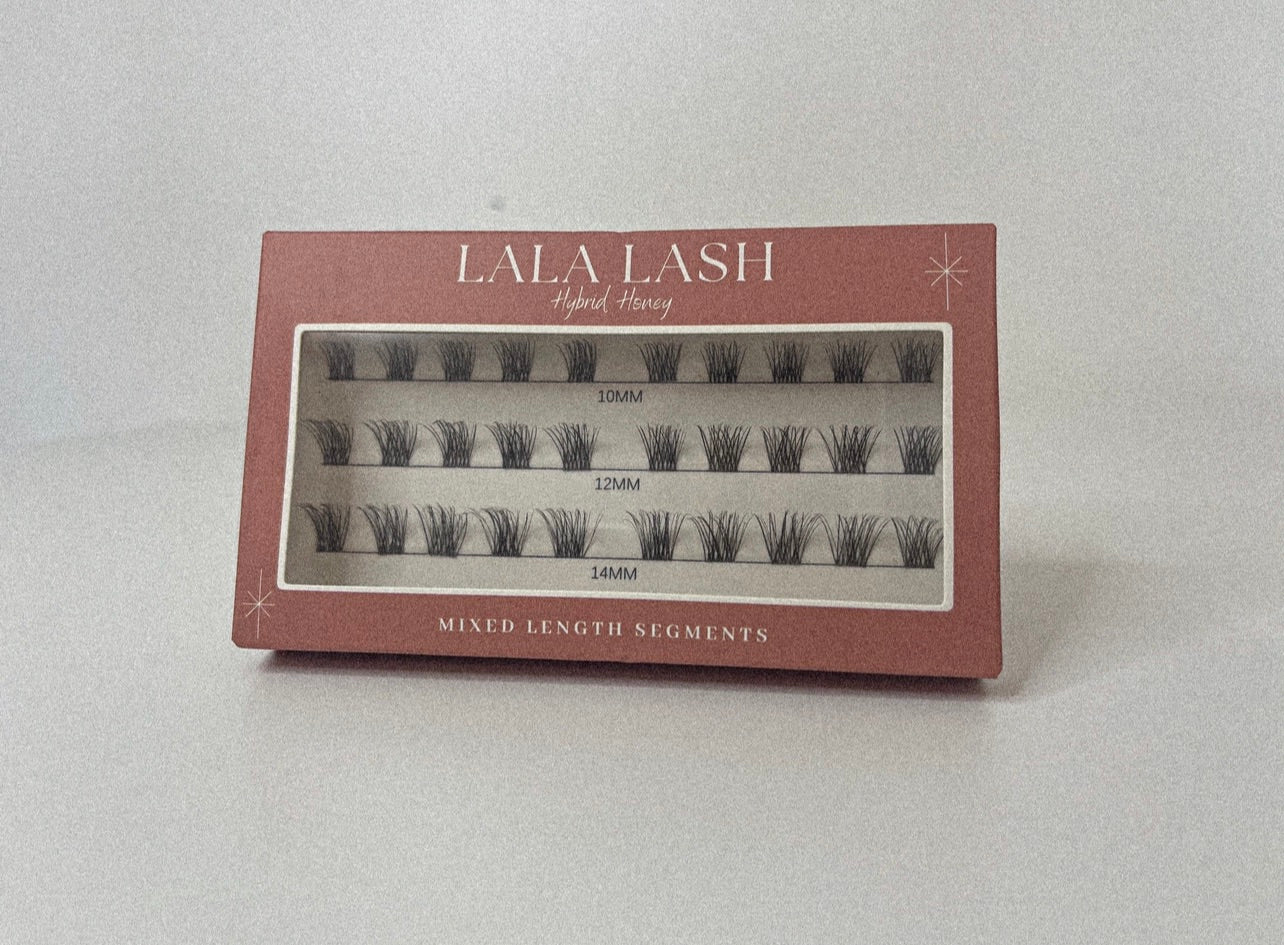 LALA LASH
Hybrid Honey
10MM
12MM
14MM
MIXED LENGTH SEGMENTS